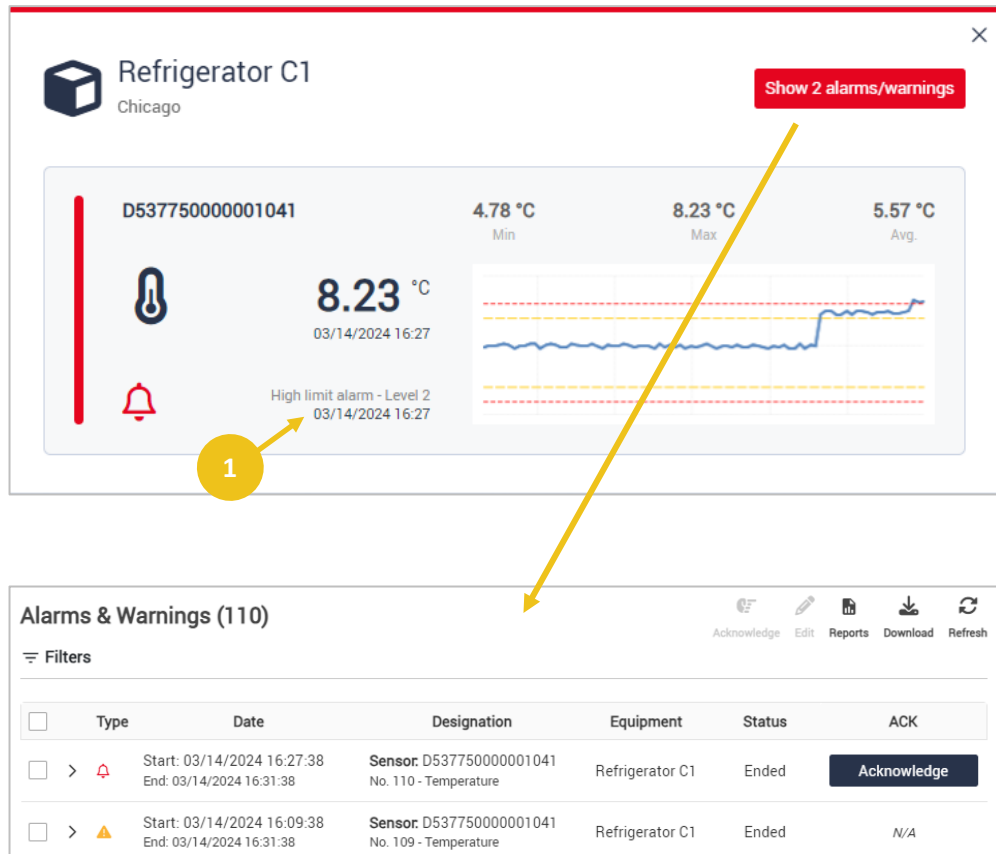 Refrigerator C1
Chicago
Show 2 alarms/warnings
D537750000001041
4.78 °C
Min
8.23 °C
Max
5.57 °C
Avg.
8.23 °C
03/14/2024 16:27
High limit alarm - Level 2
03/14/2024 16:27
1
Alarms & Warnings (110)
Acknowledge Edit Reports Download Refresh
Filters
Type Date Designation Equipment Status ACK
Start: 03/14/2024 16:27:38 Sensor: D537750000001041
End: 03/14/2024 16:31:38 No. 110 - Temperature
Refrigerator C1 Ended Acknowledge
Start: 03/14/2024 16:09:38 Sensor: D537750000001041
End: 03/14/2024 16:31:38 No. 109 - Temperature
Refrigerator C1 Ended N/A